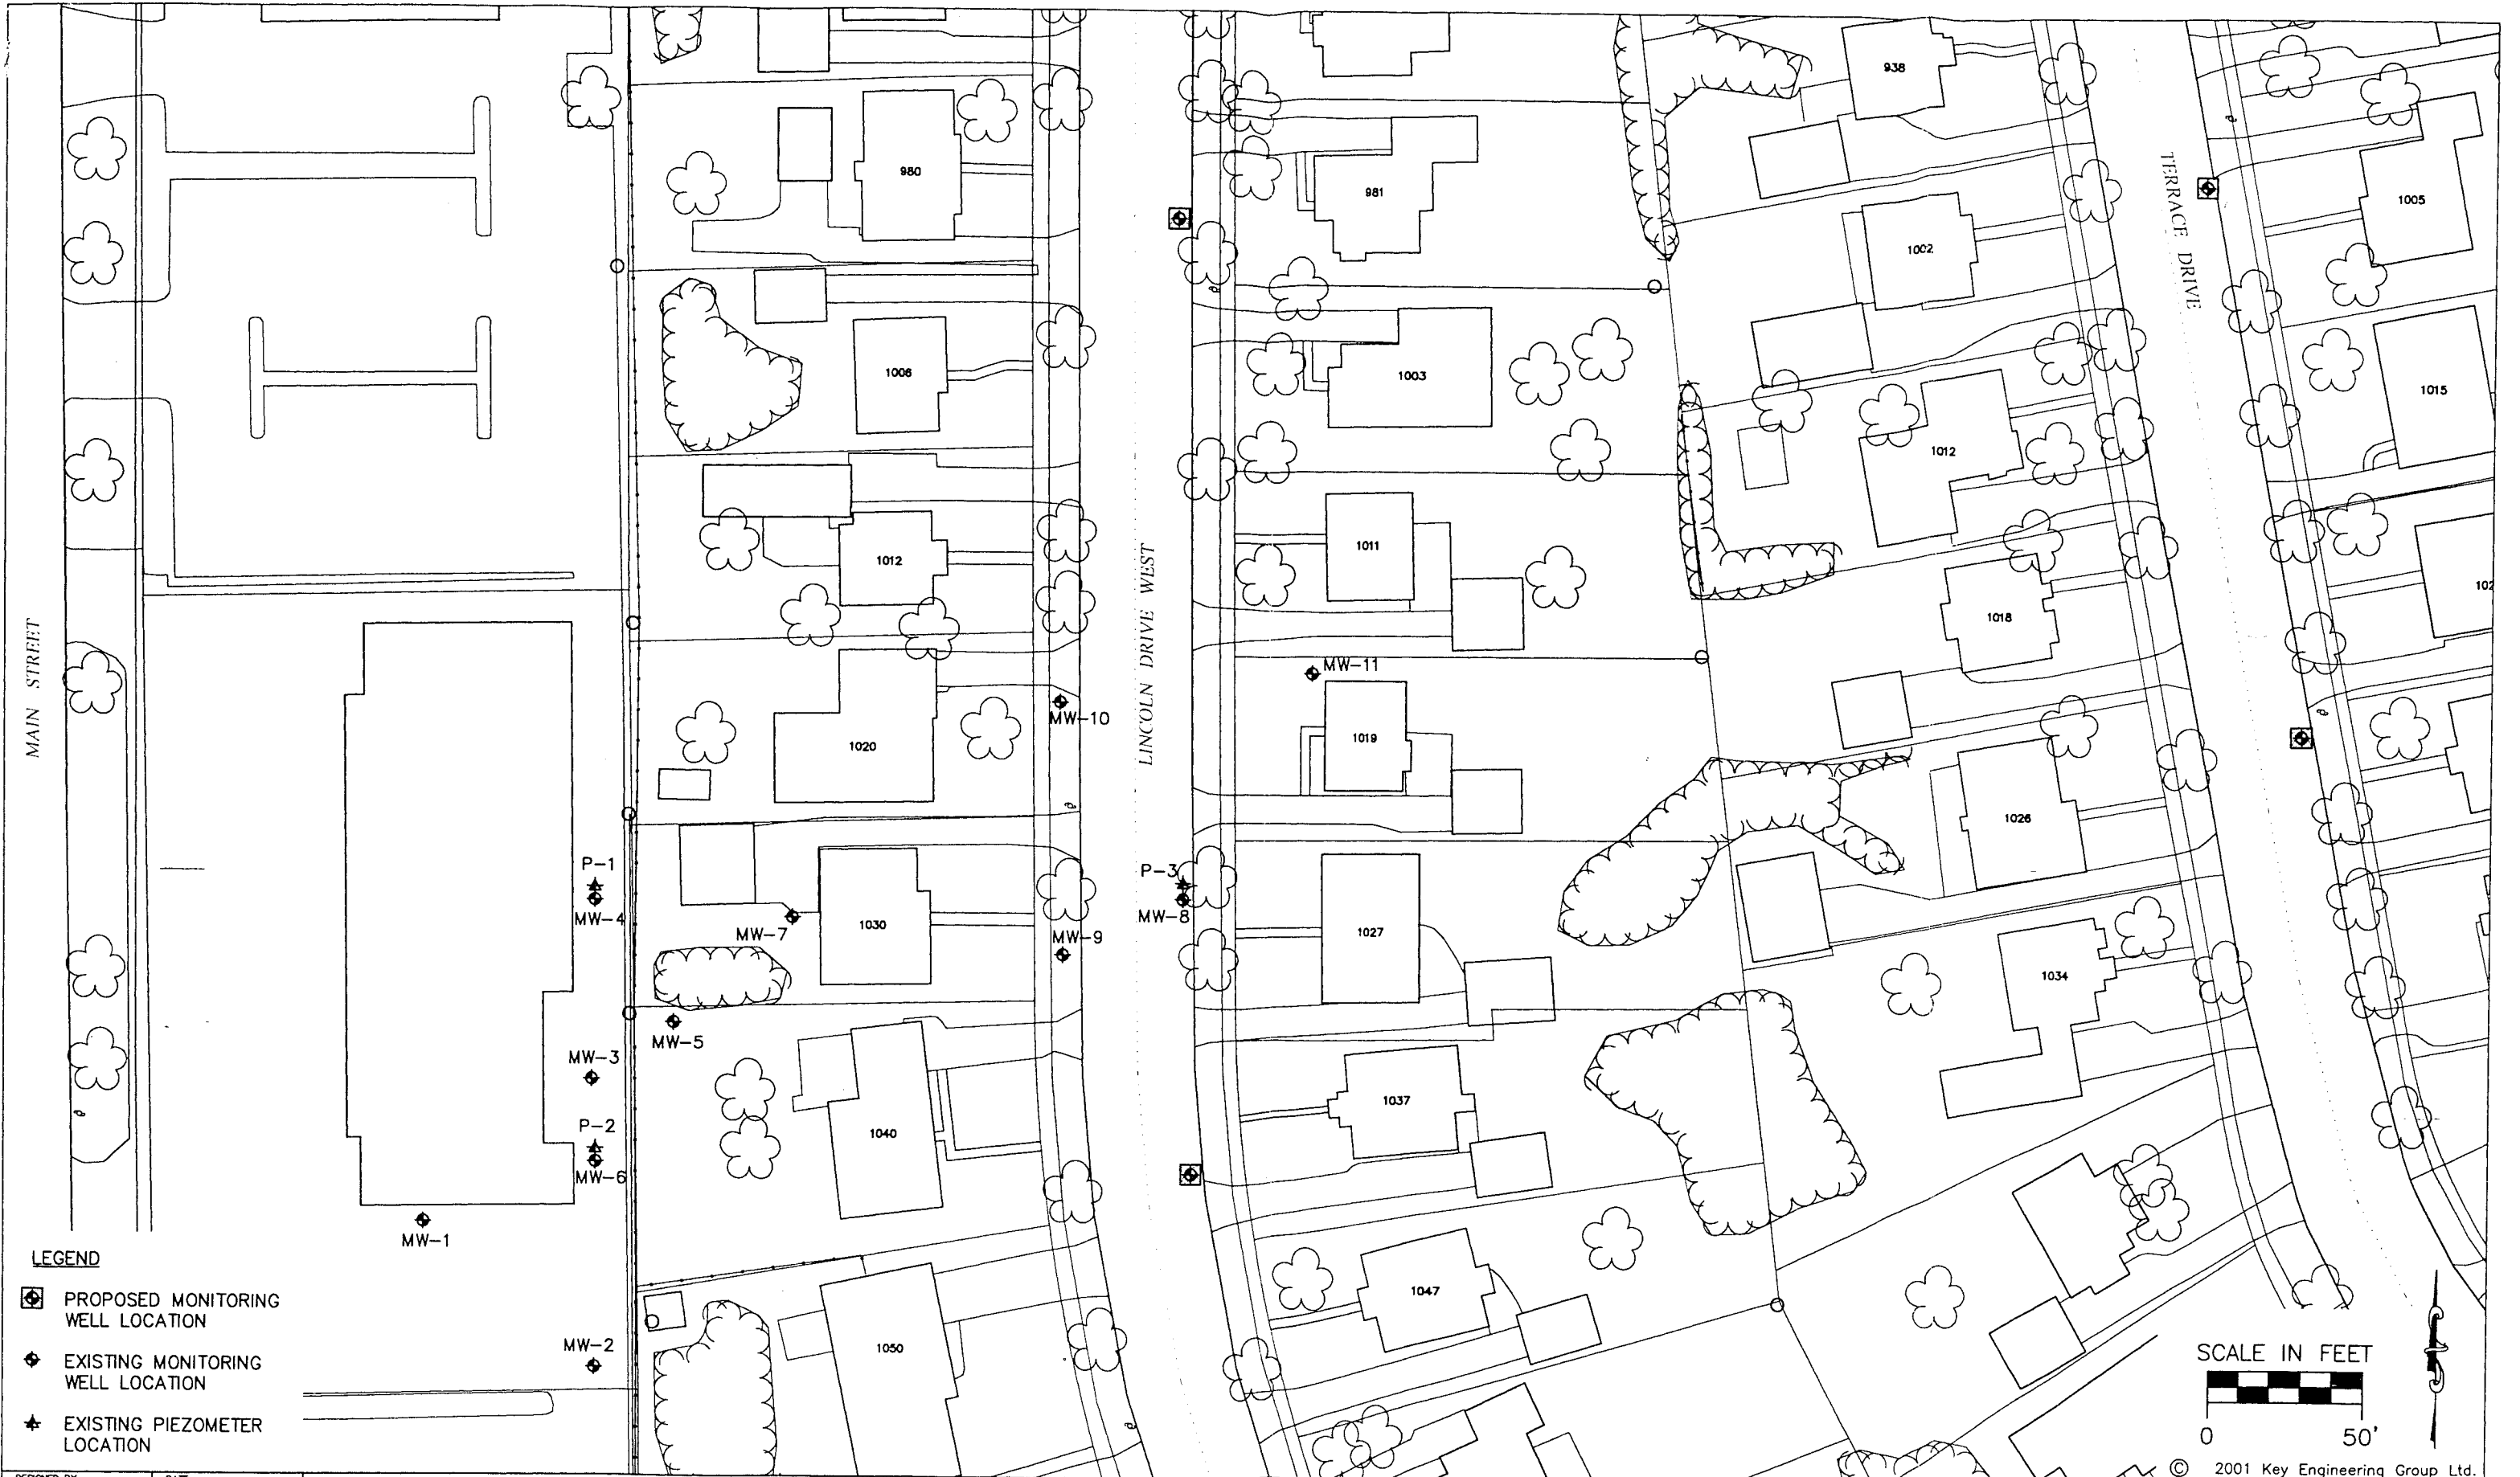 938
980
981
1005
TERRACE DRIVE
1002
1006
1003
1015
1012
1012
1011
LINCOLN DRIVE WEST
1018
MAIN STREET
MW-11
MW-10
1020
1019
1026
P-1
MW-4
MW-7
1030
MW-9
P-3
MW-8
1027
1034
MW-5
MW-3
1037
P-2
MW-6
1040
MW-1
1047
MW-2
1050
LEGEND
PROPOSED MONITORING
WELL LOCATION
EXISTING MONITORING
WELL LOCATION
EXISTING PIEZOMETER
LOCATION
SCALE IN FEET
0 50'
© 2001 Key Engineering Group Ltd.